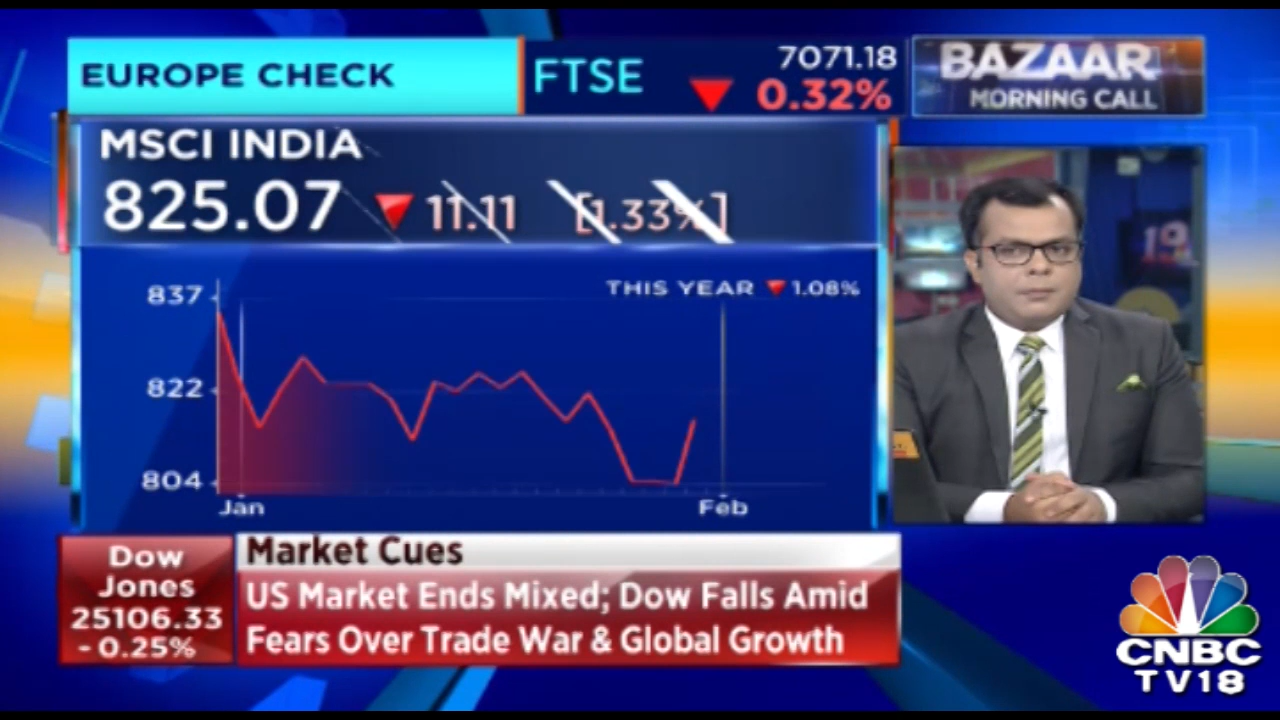 EUROPE CHECK
FTSE
7071.18
0.32%
BAZAAR
MORNING CALL
MSCI INDIA
825.07
11.11
[1.33%]
THIS YEAR 1.08%
837
822
804
Jan
Feb
Dow
Jones
25106.33
- 0.25%
Market Cues
US Market Ends Mixed; Dow Falls Amid
Fears Over Trade War & Global Growth
CNBC
TV18